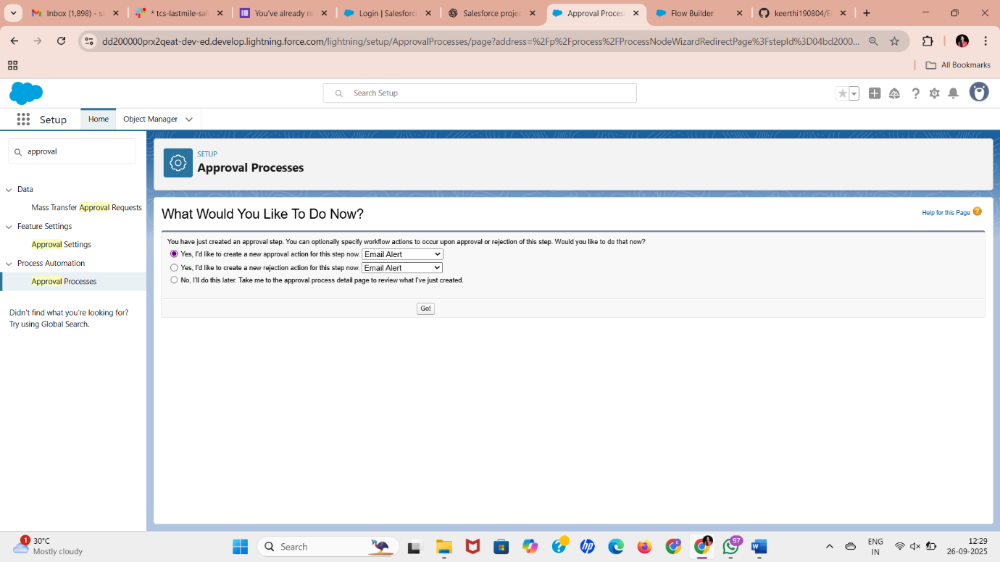 Inbox (1,898) - sa
* tcs-lastmile-sale
You've already re
Login | Salesforce
Salesforce projec
Approval Process
Flow Builder
keerthi190804/E
dd200000prx2qeat-dev-ed.develop.lightning.force.com/lightning/setup/ApprovalProcesses/page?address=%2Fp%2Fprocess%2FProcessNodeWizardRedirectPage%3FstepId%3D04bd2000...
All Bookmarks
Search Setup
Setup
Home
Object Manager
approval
Data
Mass Transfer Approval Requests
Feature Settings
Approval Settings
Process Automation
Approval Processes
Didn't find what you're looking for?
Try using Global Search.
SETUP
Approval Processes
What Would You Like To Do Now?
Help for this Page
You have just created an approval step. You can optionally specify workflow actions to occur upon approval or rejection of this step. Would you like to do that now?
Yes, I'd like to create a new approval action for this step now. Email Alert
Yes, I'd like to create a new rejection action for this step now. Email Alert
No, I'll do this later. Take me to the approval process detail page to review what I've just created.
Go!
1
30°C
Mostly cloudy
Search
97
ENG
IN
12:29
26-09-2025